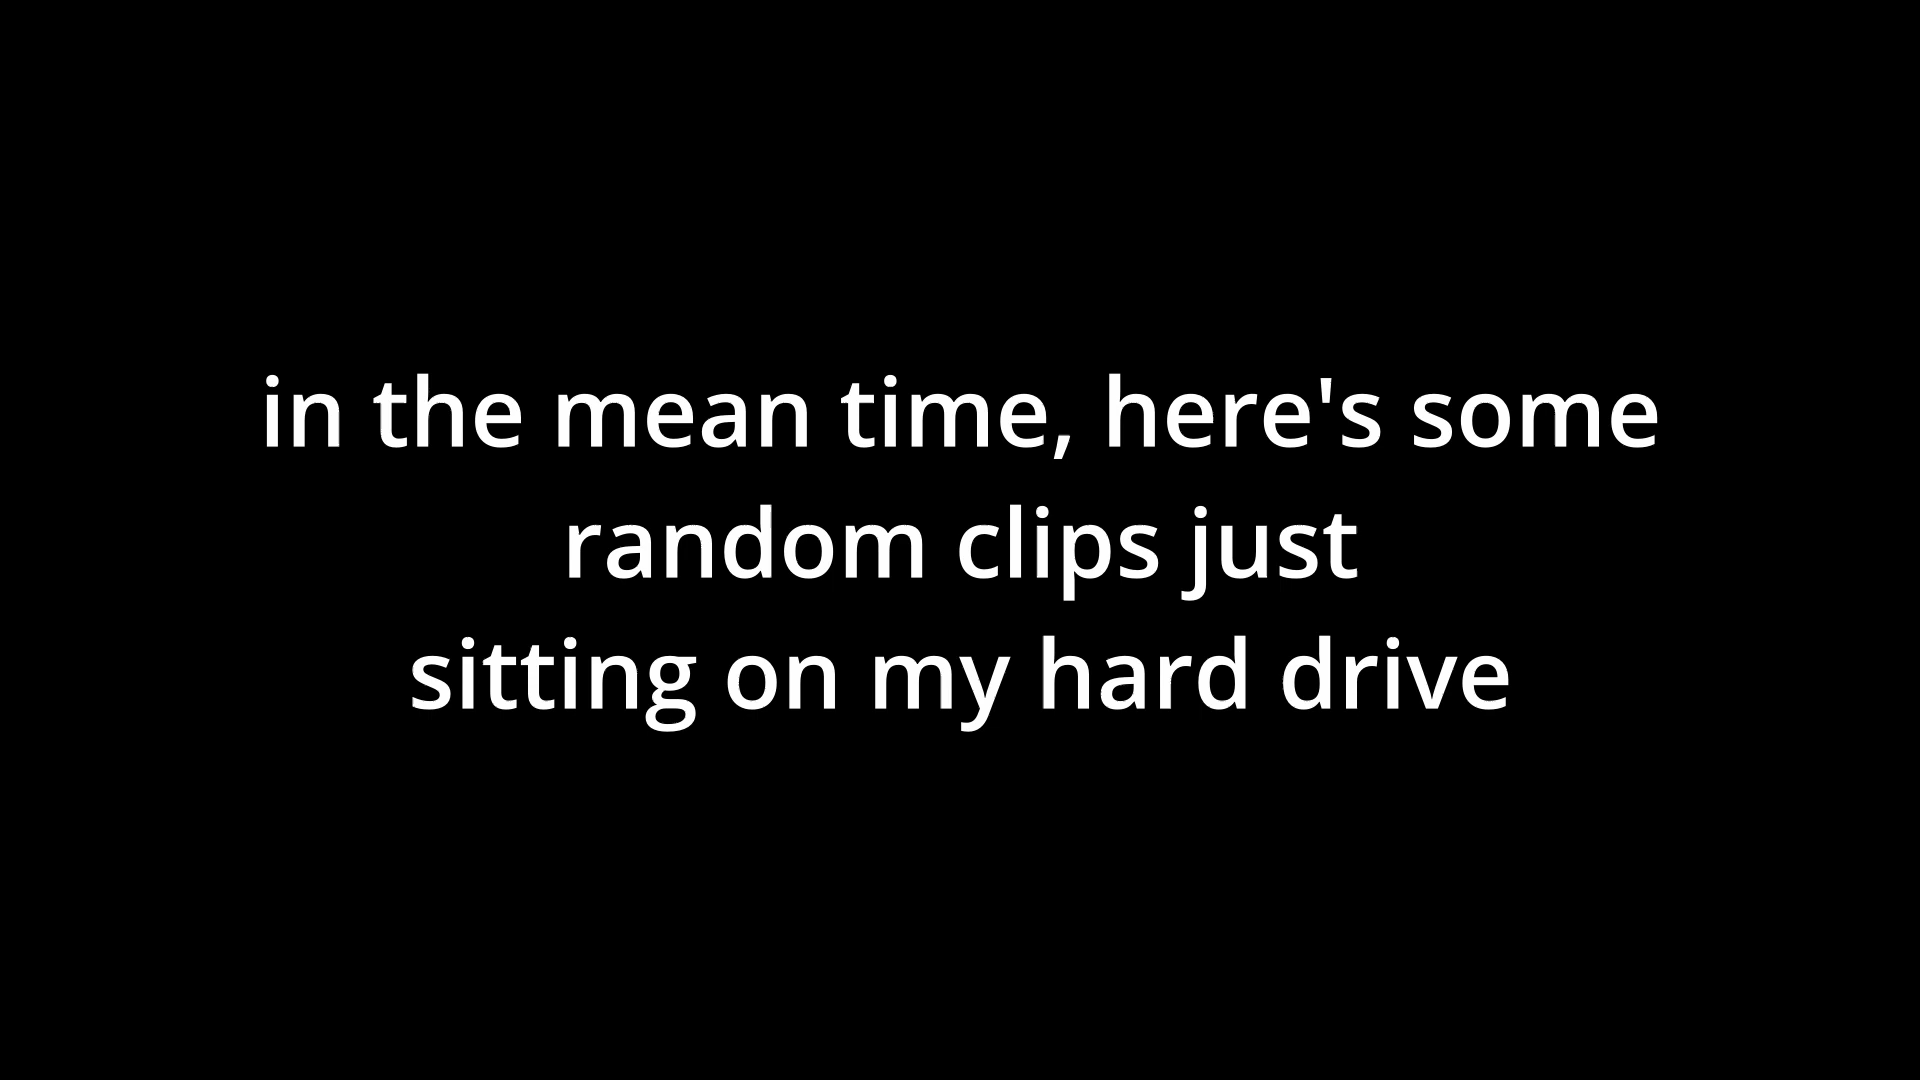 in the mean time, here's some
random clips just
sitting on my hard drive